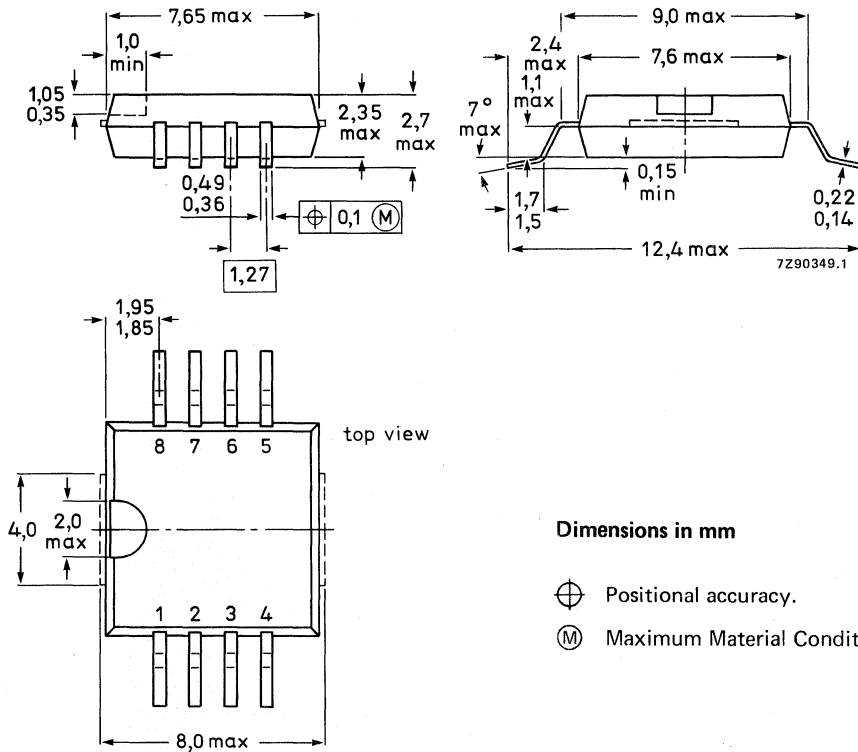 7,65 max
1,0
min
1,05
0,35
2,35
max
2,7
max
0,49
0,36
0,1 Ⓜ
1,27
9,0 max
2,4
max
7,6 max
1,1
max
7°
max
0,15
min
1,7
1,5
0,22
0,14
12,4 max
7Z90349.1
1,95
1,85
8 7 6 5
top view
4,0
2,0
max
1 2 3 4
8,0 max
Dimensions in mm
Positional accuracy.
Ⓜ Maximum Material Condit